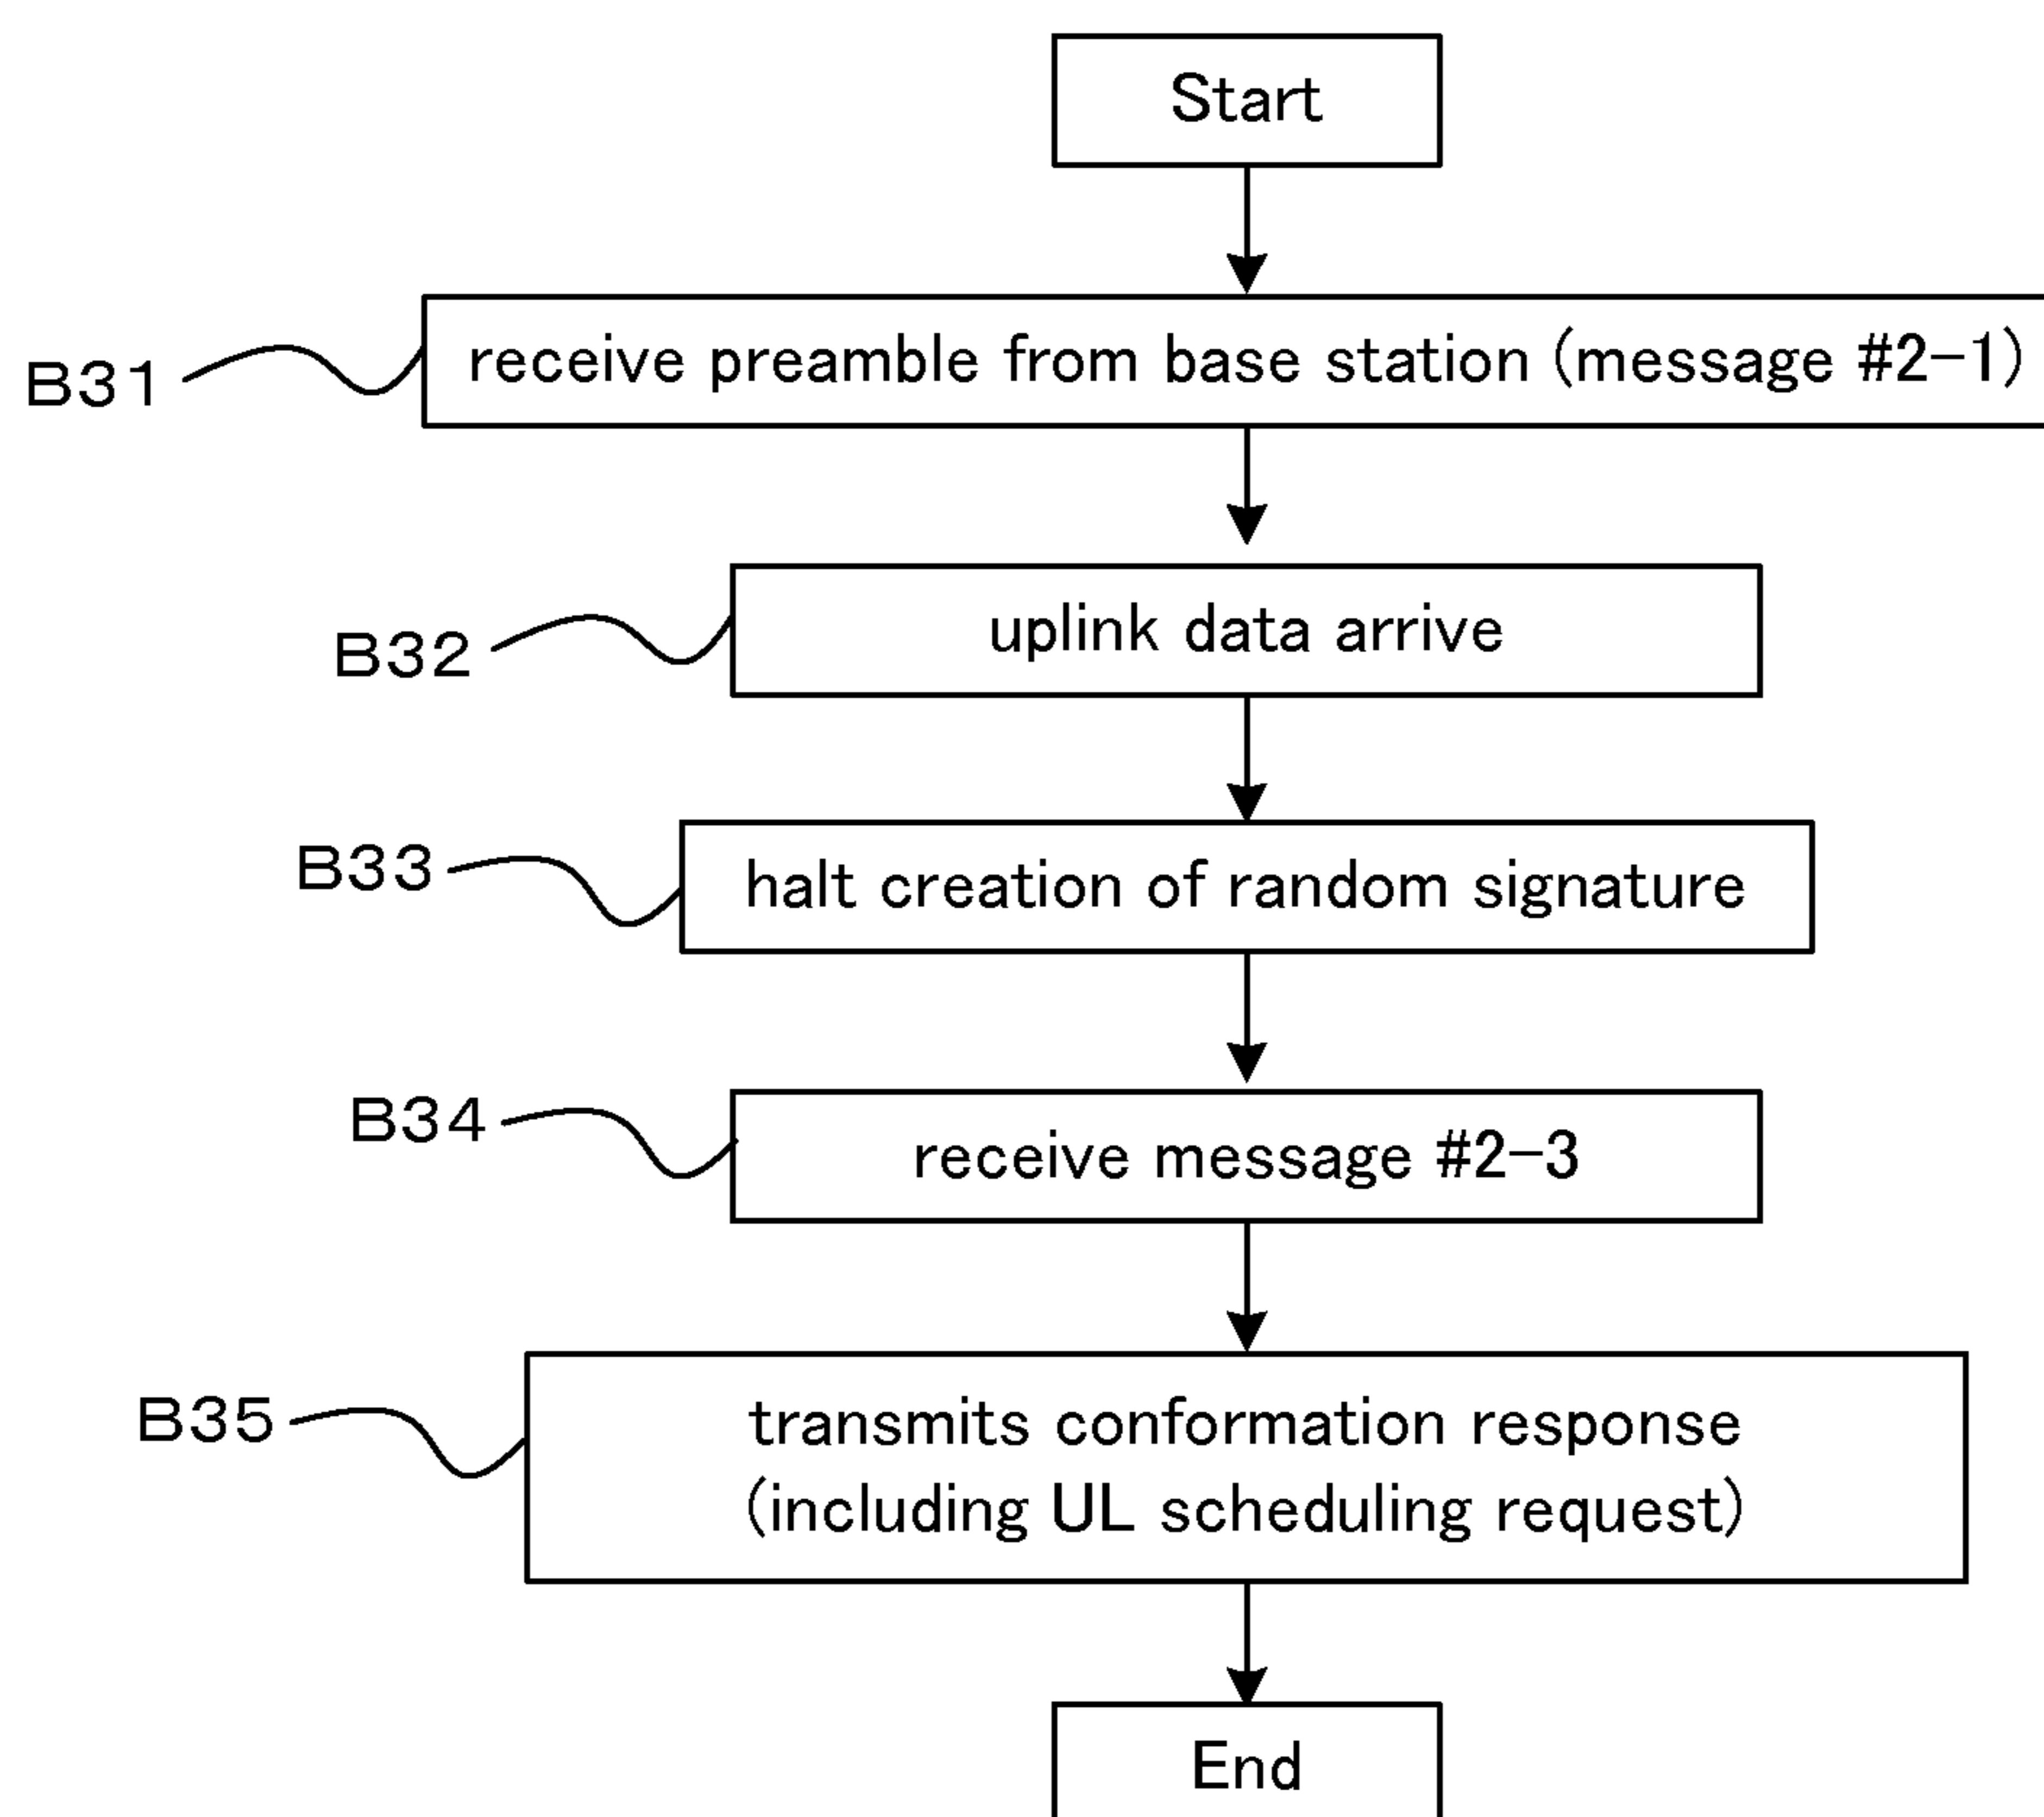 Start
B31
receive preamble from base station (message #2-1)
B32
uplink data arrive
B33
halt creation of random signature
B34
receive message #2-3
B35
transmits conformation response
(including UL scheduling request)
End